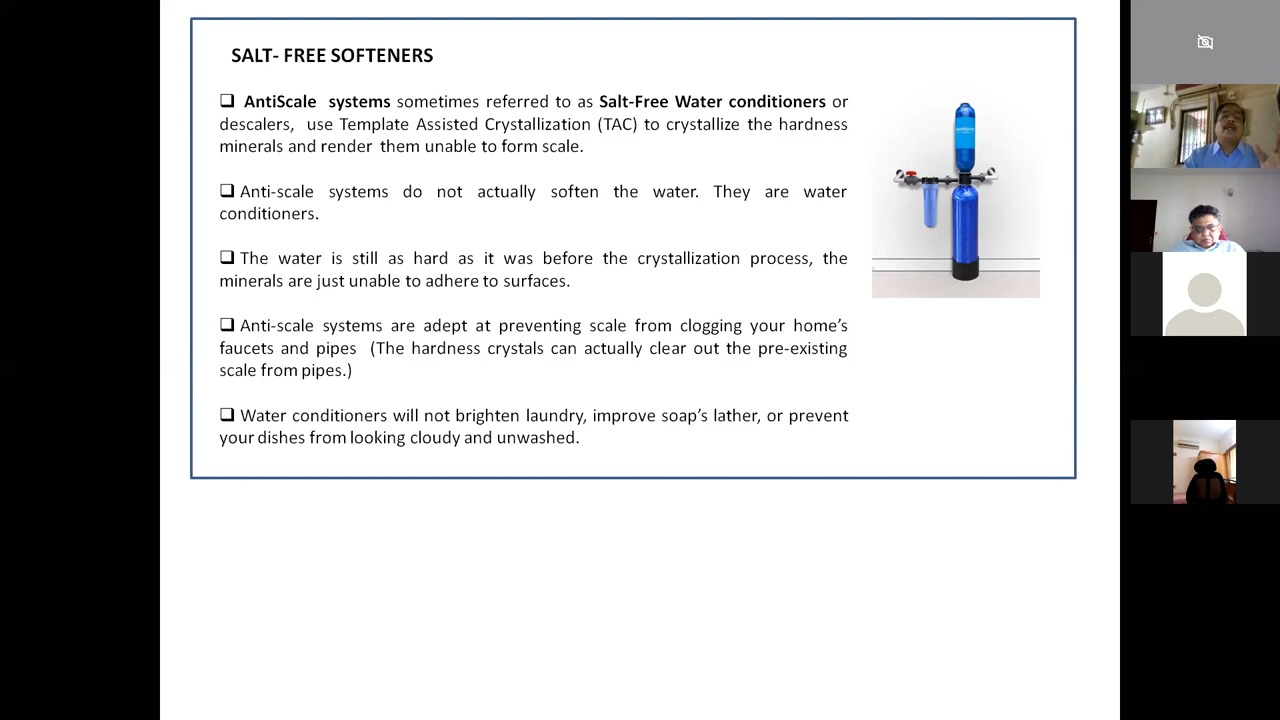 SALT- FREE SOFTENERS
❑ AntiScale systems sometimes referred to as Salt-Free Water conditioners or
descalers, use Template Assisted Crystallization (TAC) to crystallize the hardness
minerals and render them unable to form scale.
❑ Anti-scale systems do not actually soften the water. They are water
conditioners.
❑ The water is still as hard as it was before the crystallization process, the
minerals are just unable to adhere to surfaces.
❑ Anti-scale systems are adept at preventing scale from clogging your home’s
faucets and pipes (The hardness crystals can actually clear out the pre-existing
scale from pipes.)
❑ Water conditioners will not brighten laundry, improve soap’s lather, or prevent
your dishes from looking cloudy and unwashed.